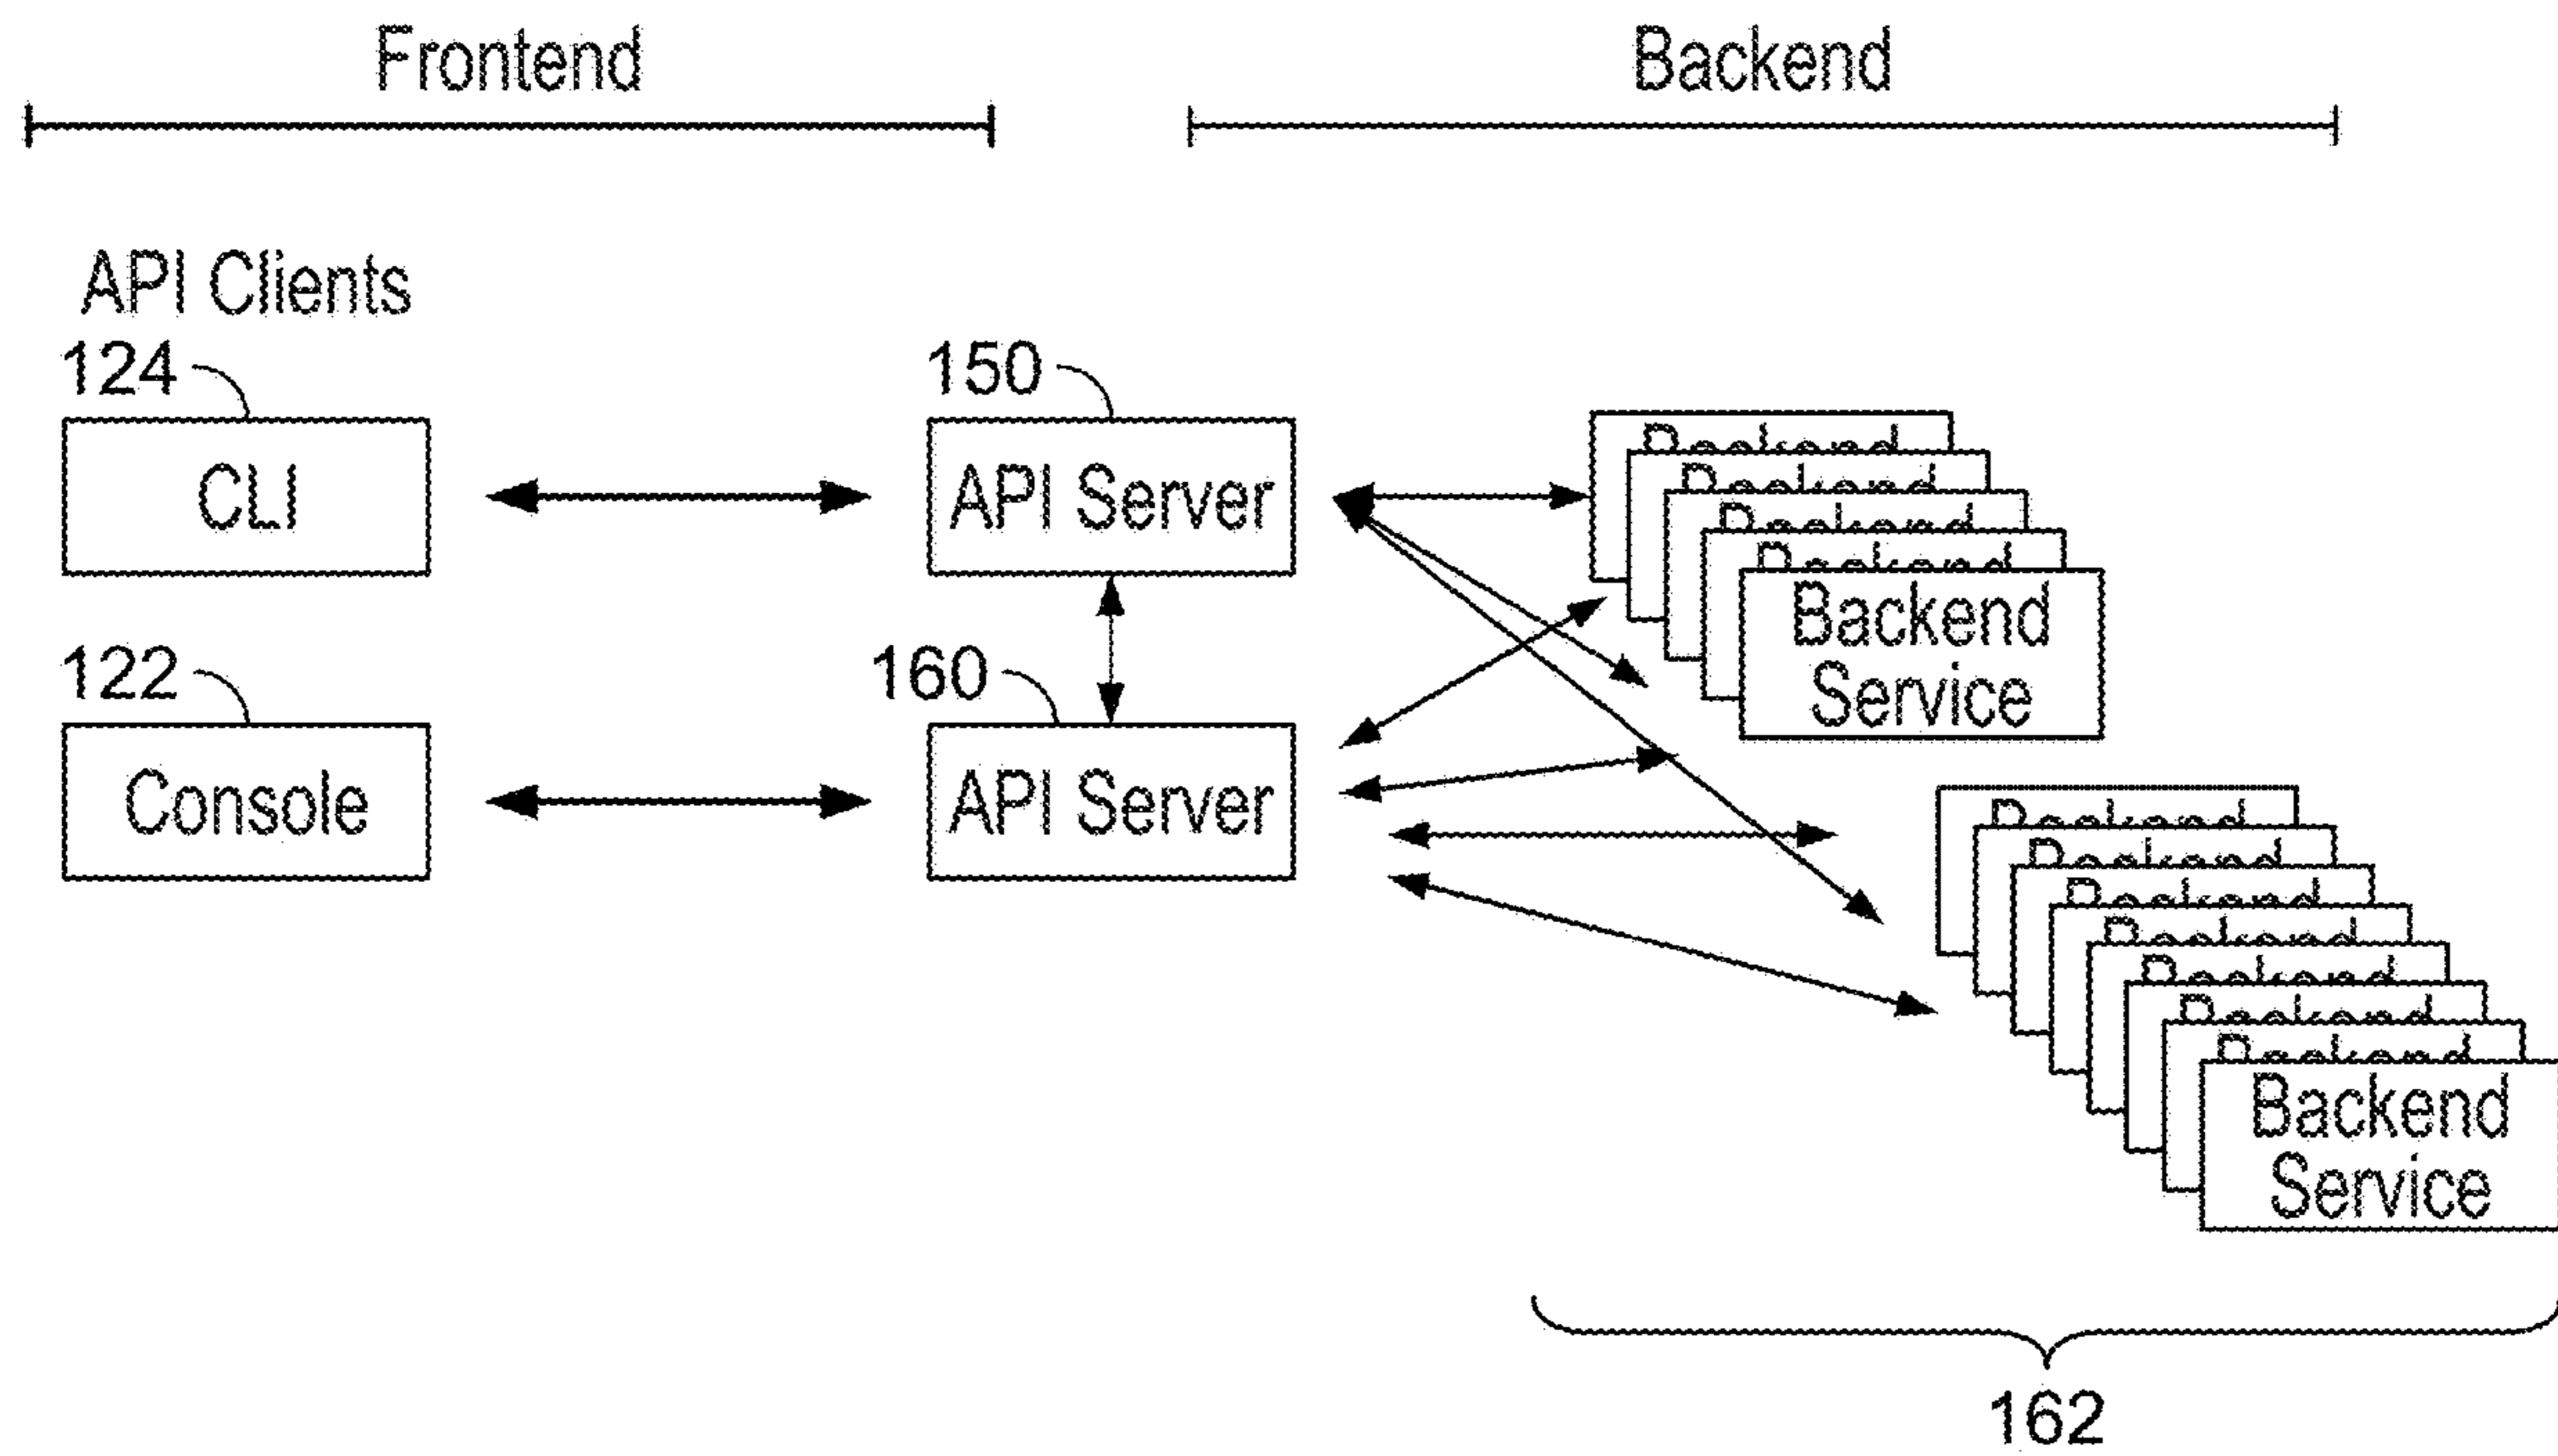 Frontend
Backend
API Clients
124
150
CLI
API Server
122
160
Console
API Server
Backend
Service
Backend
Service
162